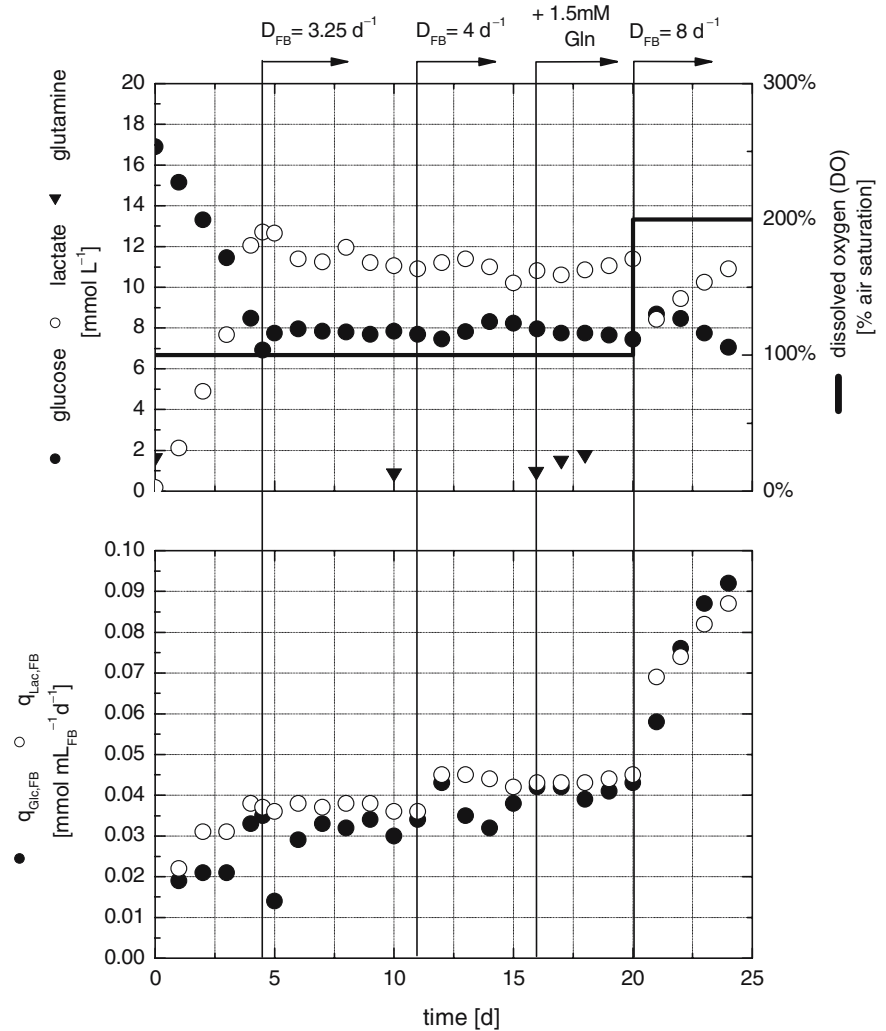 D_FB = 3.25 d⁻¹
D_FB = 4 d⁻¹
+ 1.5mM
Gln
D_FB = 8 d⁻¹
glucose lactate glutamine
[mmol L⁻¹]
20
18
16
14
12
10
8
6
4
2
0
300%
200%
100%
0%
dissolved oxygen (DO)
[% air saturation]
q_Glc,FB q_Lac,FB
[mmol mL_FB⁻¹d⁻¹]
0.10
0.09
0.08
0.07
0.06
0.05
0.04
0.03
0.02
0.01
0.00
0 5 10 15 20 25
time [d]